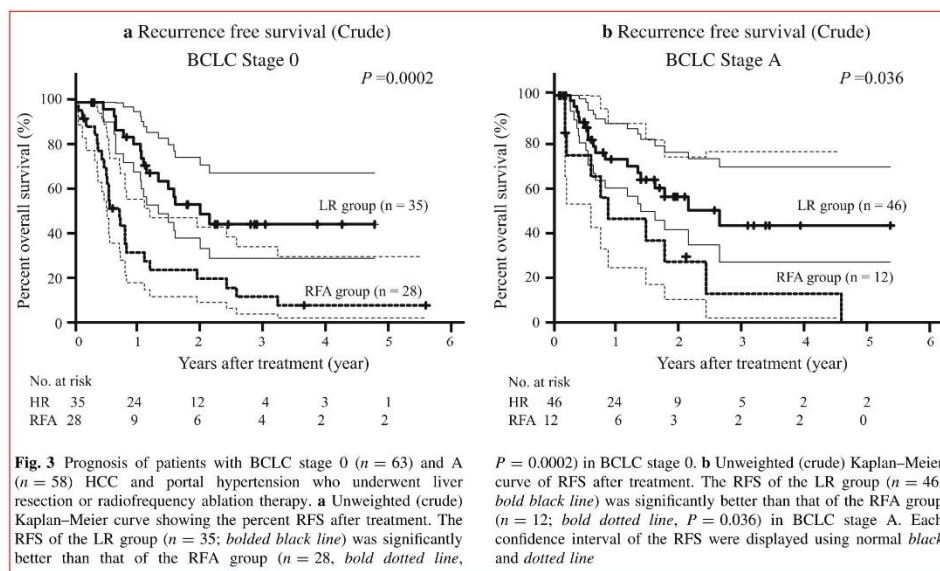 a Recurrence free survival (Crude)
BCLC Stage 0
P =0.0002
Percent overall survival (%)
100
80
60
40
20
0
LR group (n = 35)
RFA group (n = 28)
0 1 2 3 4 5 6
Years after treatment (year)
No. at risk
HR 35 24 12 4 3 1
RFA 28 9 6 4 2 2
b Recurrence free survival (Crude)
BCLC Stage A
P =0.036
Percent overall survival (%)
100
80
60
40
20
0
LR group (n = 46)
RFA group (n = 12)
0 1 2 3 4 5 6
Years after treatment (year)
No. at risk
HR 46 24 9 5 2 2
RFA 12 6 3 2 2 0
Fig. 3 Prognosis of patients with BCLC stage 0 (n = 63) and A
(n = 58) HCC and portal hypertension who underwent liver
resection or radiofrequency ablation therapy. a Unweighted (crude)
Kaplan–Meier curve showing the percent RFS after treatment. The
RFS of the LR group (n = 35; bolded black line) was significantly
better than that of the RFA group (n = 28, bold dotted line,
P = 0.0002) in BCLC stage 0. b Unweighted (crude) Kaplan–Meier
curve of RFS after treatment. The RFS of the LR group (n = 46
bold black line) was significantly better than that of the RFA group
(n = 12; bold dotted line, P = 0.036) in BCLC stage A. Each
confidence interval of the RFS were displayed using normal black
and dotted line